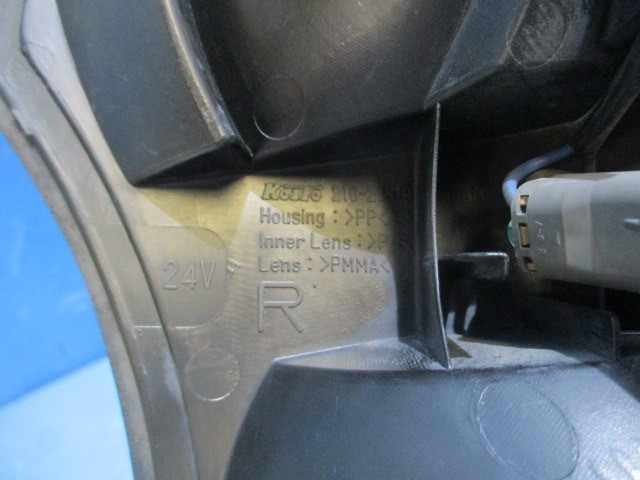 KOITO
Housing : >PP<
Inner Lens :
Lens : >PMMA<
24V
R